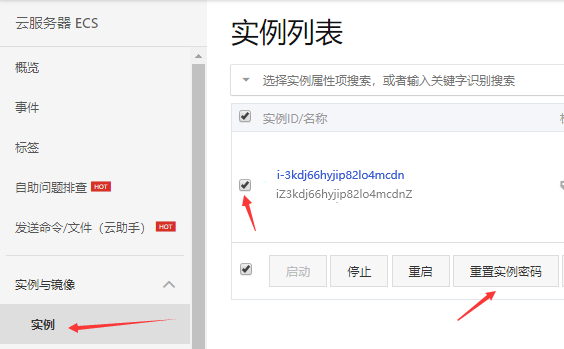 云服务器 ECS
概览
事件
标签
自助问题排查 HOT
发送命令/文件（云助手） HOT
实例与镜像
实例
实例列表
选择实例属性项搜索，或者输入关键字识别搜索
实例ID/名称
i-3kdj66hyjip82lo4mcdn
iZ3kdj66hyjip82lo4mcdnZ
启动 停止 重启 重置实例密码